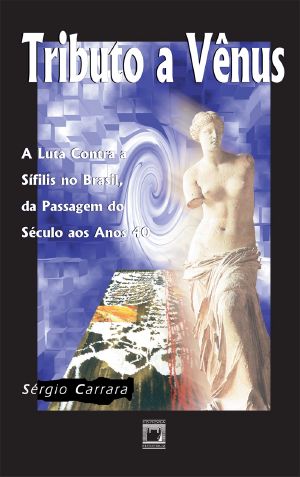 Tributo a Vênus
A Luta Contra a
Sífilis no Brasil,
da Passagem do
Século aos Anos 40
Sérgio Carrara